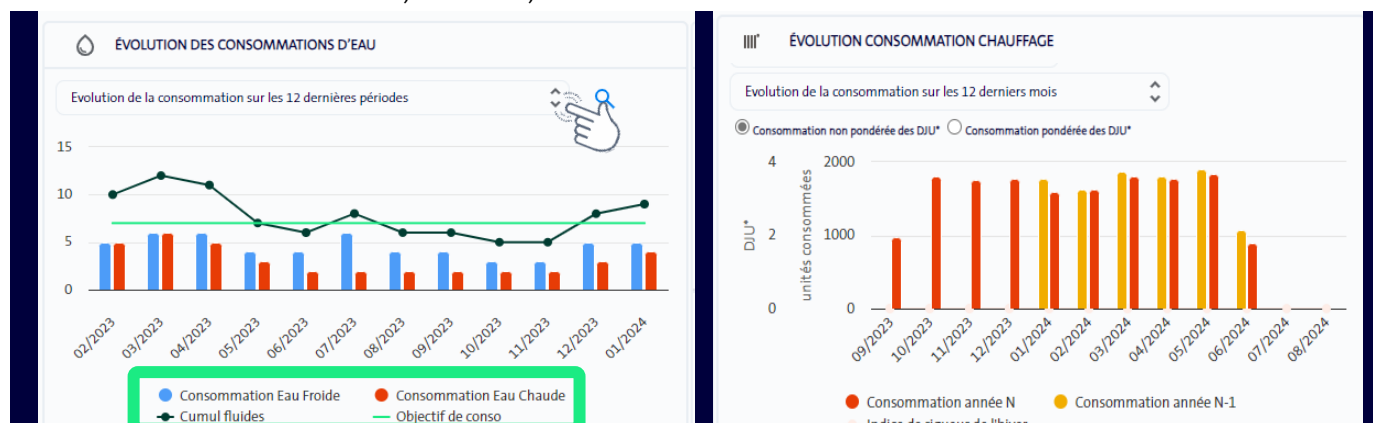 ÉVOLUTION DES CONSOMMATIONS D'EAU
Evolution de la consommation sur les 12 dernières périodes
15
10
5
0
02/2023 03/2023 04/2023 05/2023 06/2023 07/2023 08/2023 09/2023 10/2023 11/2023 12/2023 01/2024
Consommation Eau Froide Consommation Eau Chaude
Cumul fluides Objectif de conso
ÉVOLUTION CONSOMMATION CHAUFFAGE
Evolution de la consommation sur les 12 derniers mois
Consommation non pondérée des DJU* Consommation pondérée des DJU*
DJU*
unités consommées
4 2000
2 1000
0 0
09/2023 10/2023 11/2023 12/2023 01/2024 02/2024 03/2024 04/2024 05/2024 06/2024 07/2024 08/2024
Consommation année N Consommation année N-1
Indice de rigueur de l'hiver